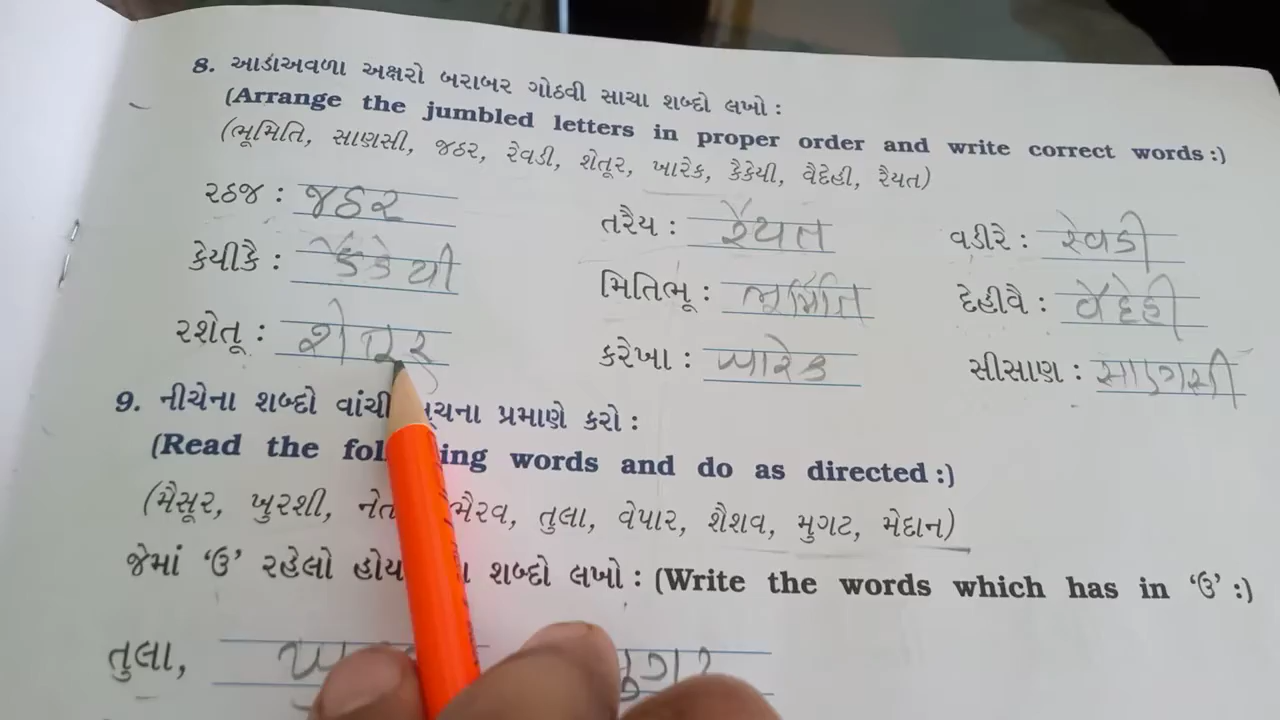 8. આડાંઅવળા અક્ષરો બરાબર ગોઠવી સાચા શબ્દો લખો :
(Arrange the jumbled letters in proper order and write correct words:)
(ભૂમિતિ, સાણસી, જઠર, રેવડી, શેતૂર, ખારેક, કૈકેયી, વૈદેહી, રૈયત)
રઠજ : જઠર તરૈય : રૈયત વડીરે : રેવડી
કેયીકૈ : કૈકેયી મિતિભૂ : ભૂમિતિ દેહીવૈ : વૈદેહી
રશેતૂ : કરેખા : ખારેક સીસાણ : સાણસી
9. નીચેના શબ્દો વાંચી પ્રમાણે કરો :
(Read the words and do as directed:)
(મૈસૂર, ખુરશી, ભૈરવ, તુલા, વેપાર, શૈશવ, મુગટ, મેદાન)
જેમાં ‘ઉ’ રહેલો હોય શબ્દો લખો : (Write the words which has in ‘ઉ’ :)
તુલા,